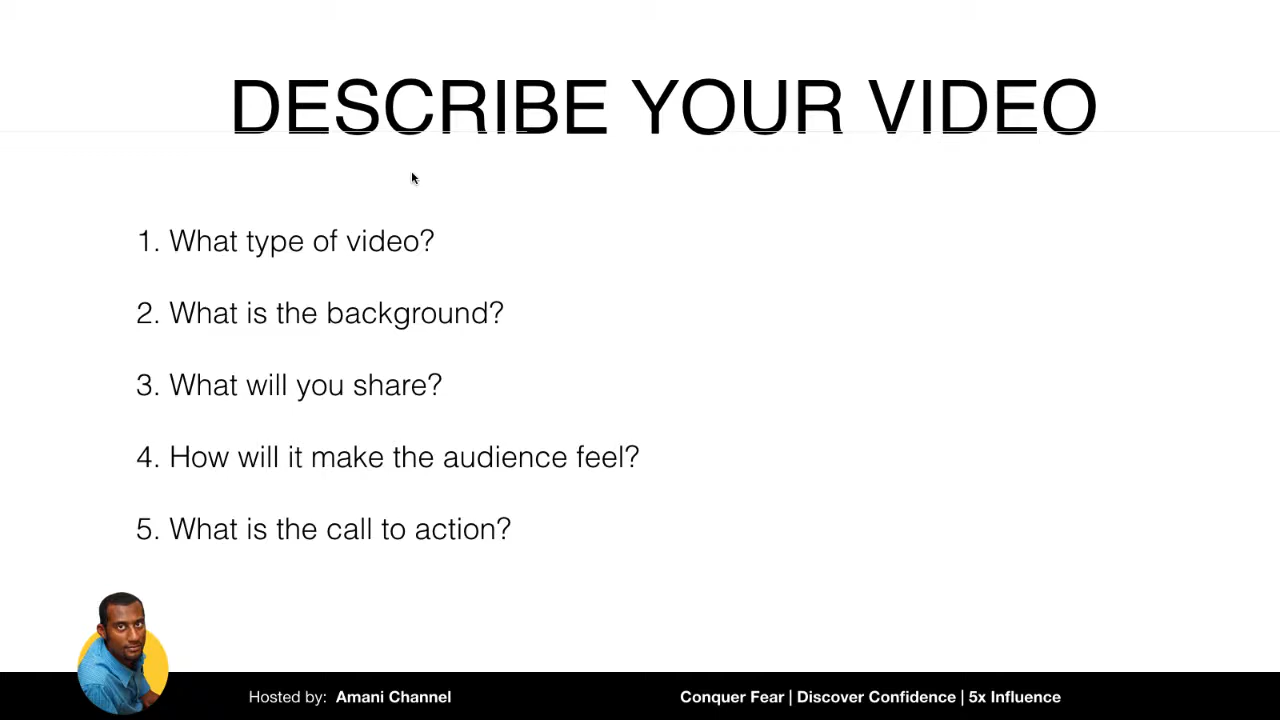 DESCRIBE YOUR VIDEO
1. What type of video?
2. What is the background?
3. What will you share?
4. How will it make the audience feel?
5. What is the call to action?
Hosted by: Amani Channel
Conquer Fear | Discover Confidence | 5x Influence